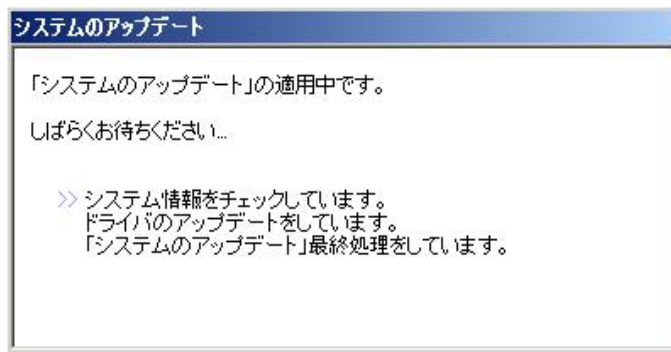 システムのアップデート
「システムのアップデート」の適用中です。
しばらくお待ちください...
>> システム情報をチェックしています。
ドライバのアップデートをしています。
「システムのアップデート」最終処理をしています。